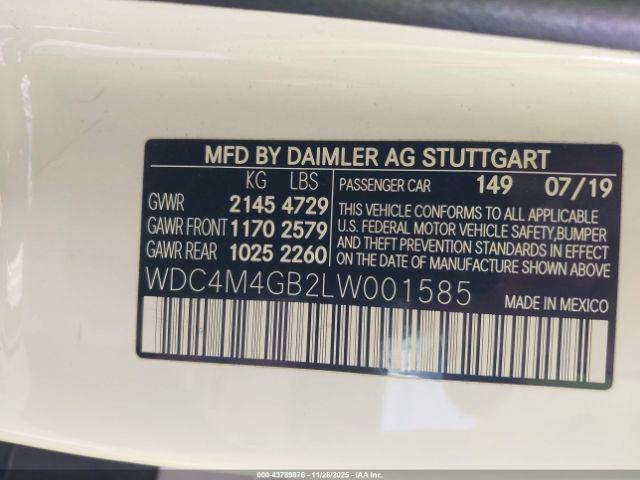 MFD BY DAIMLER AG STUTTGART
KG LBS
GVWR 2145 4729
GAWR FRONT 1170 2579
GAWR REAR 1025 2260
PASSENGER CAR 149 07/19
THIS VEHICLE CONFORMS TO ALL APPLICABLE
U.S. FEDERAL MOTOR VEHICLE SAFETY,BUMPER
AND THEFT PREVENTION STANDARDS IN EFFECT
ON THE DATE OF MANUFACTURE SHOWN ABOVE.
WDC4M4GB2LW001585
MADE IN MEXICO
000-43789876 - 11/28/2025 - IAA Inc.